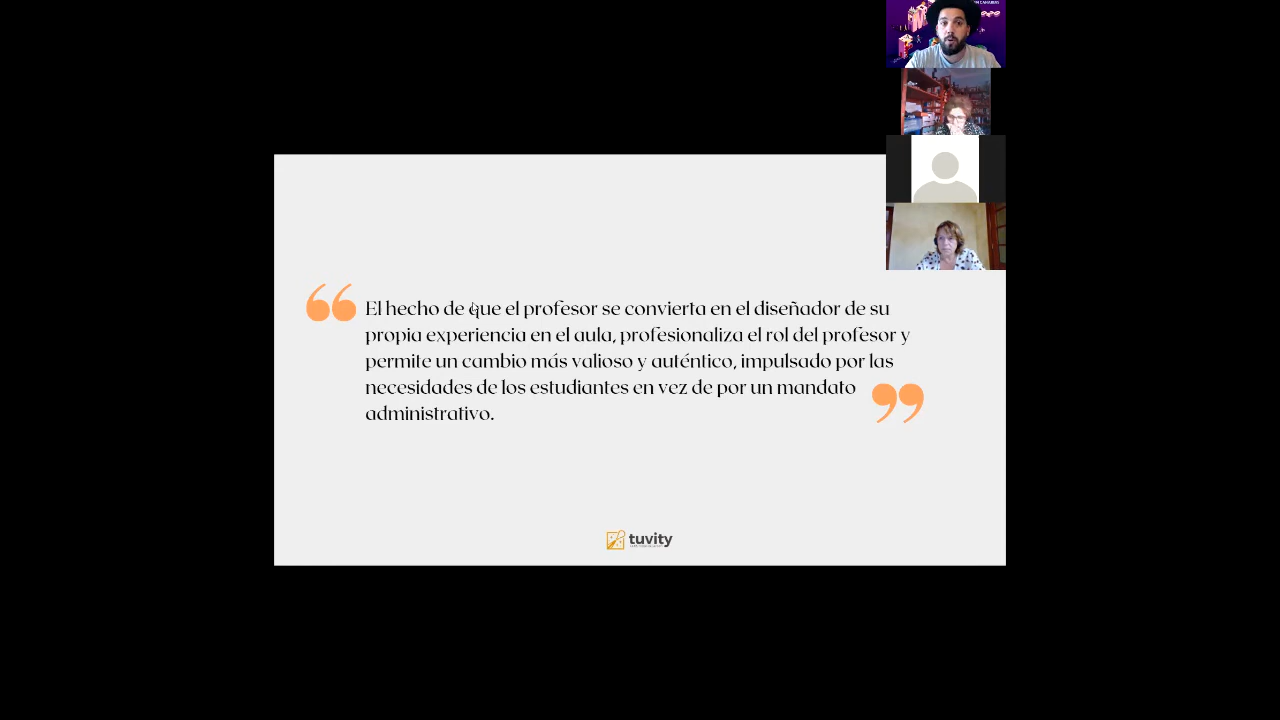 El hecho de que el profesor se convierta en el diseñador de su
propia experiencia en el aula, profesionaliza el rol del profesor y
permite un cambio más valioso y auténtico, impulsado por las
necesidades de los estudiantes en vez de por un mandato
administrativo.
tuvity